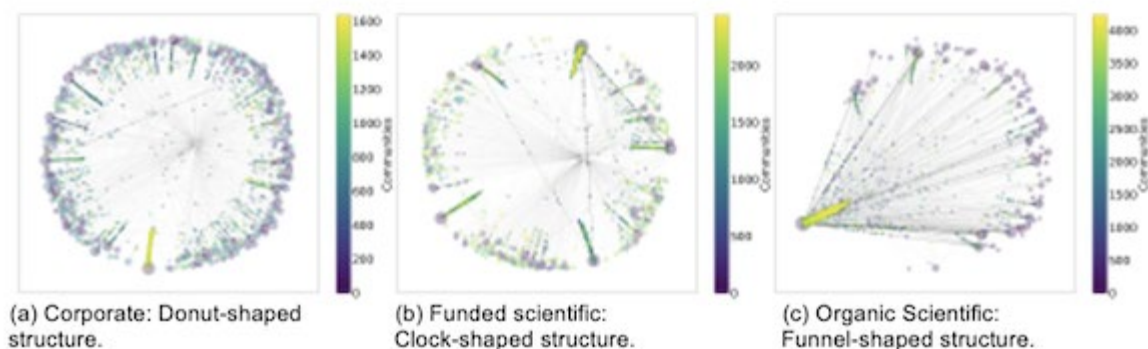 1600
1400
1200
1000
800
600
400
200
0
Communities
2000
1500
1000
500
0
Communities
4000
3500
3000
2500
2000
1500
1000
500
0
Communities
(a) Corporate: Donut-shaped
structure.
(b) Funded scientific:
Clock-shaped structure.
(c) Organic Scientific:
Funnel-shaped structure.